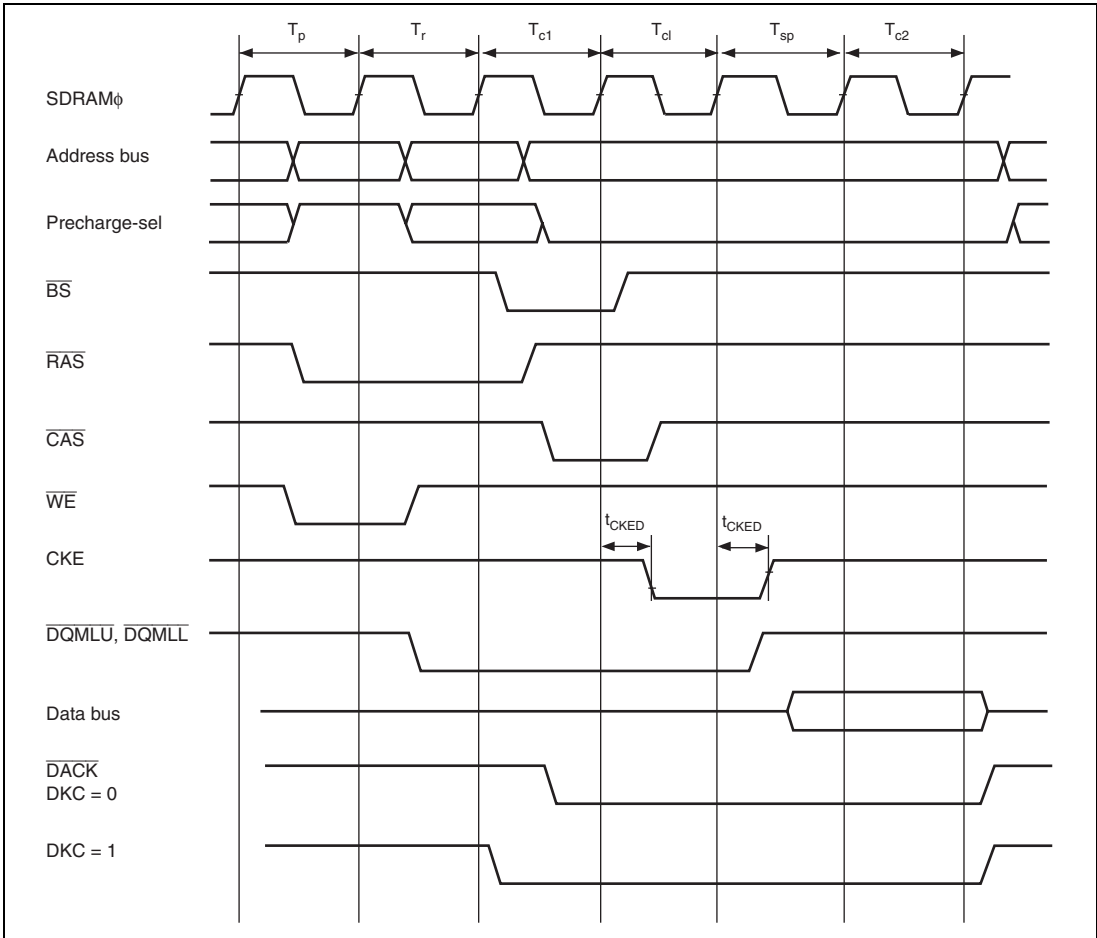 Tp Tr Tc1 Tcl Tsp Tc2
SDRAMϕ
Address bus
Precharge-sel
BS
RAS
CAS
WE
tCKED tCKED
CKE
DQMLU, DQMLL
Data bus
DACK
DKC = 0
DKC = 1